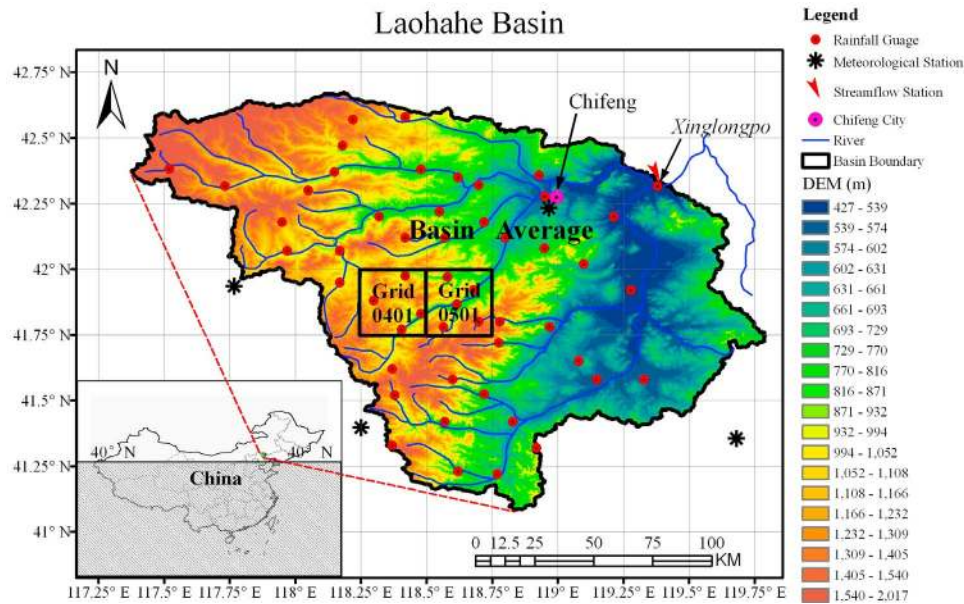 Laohahe Basin
N
42.75° N
42.5° N
42.25° N
42° N
41.75° N
41.5° N
41.25° N
41° N
Chifeng
Xinglongpo
Basin Average
Grid
0401
Grid
0501
40° N
40° N
China
0 12.5 25 50 75 100
KM
117.25° E 117.5° E 117.75° E 118° E 118.25° E 118.5° E 118.75° E 119° E 119.25° E 119.5° E 119.75° E
Legend
Rainfall Guage
Meteorological Station
Streamflow Station
Chifeng City
River
Basin Boundary
DEM (m)
427 - 539
539 - 574
574 - 602
602 - 631
631 - 661
661 - 693
693 - 729
729 - 770
770 - 816
816 - 871
871 - 932
932 - 994
994 - 1,052
1,052 - 1,108
1,108 - 1,166
1,166 - 1,232
1,232 - 1,309
1,309 - 1,405
1,405 - 1,540
1,540 - 2,017